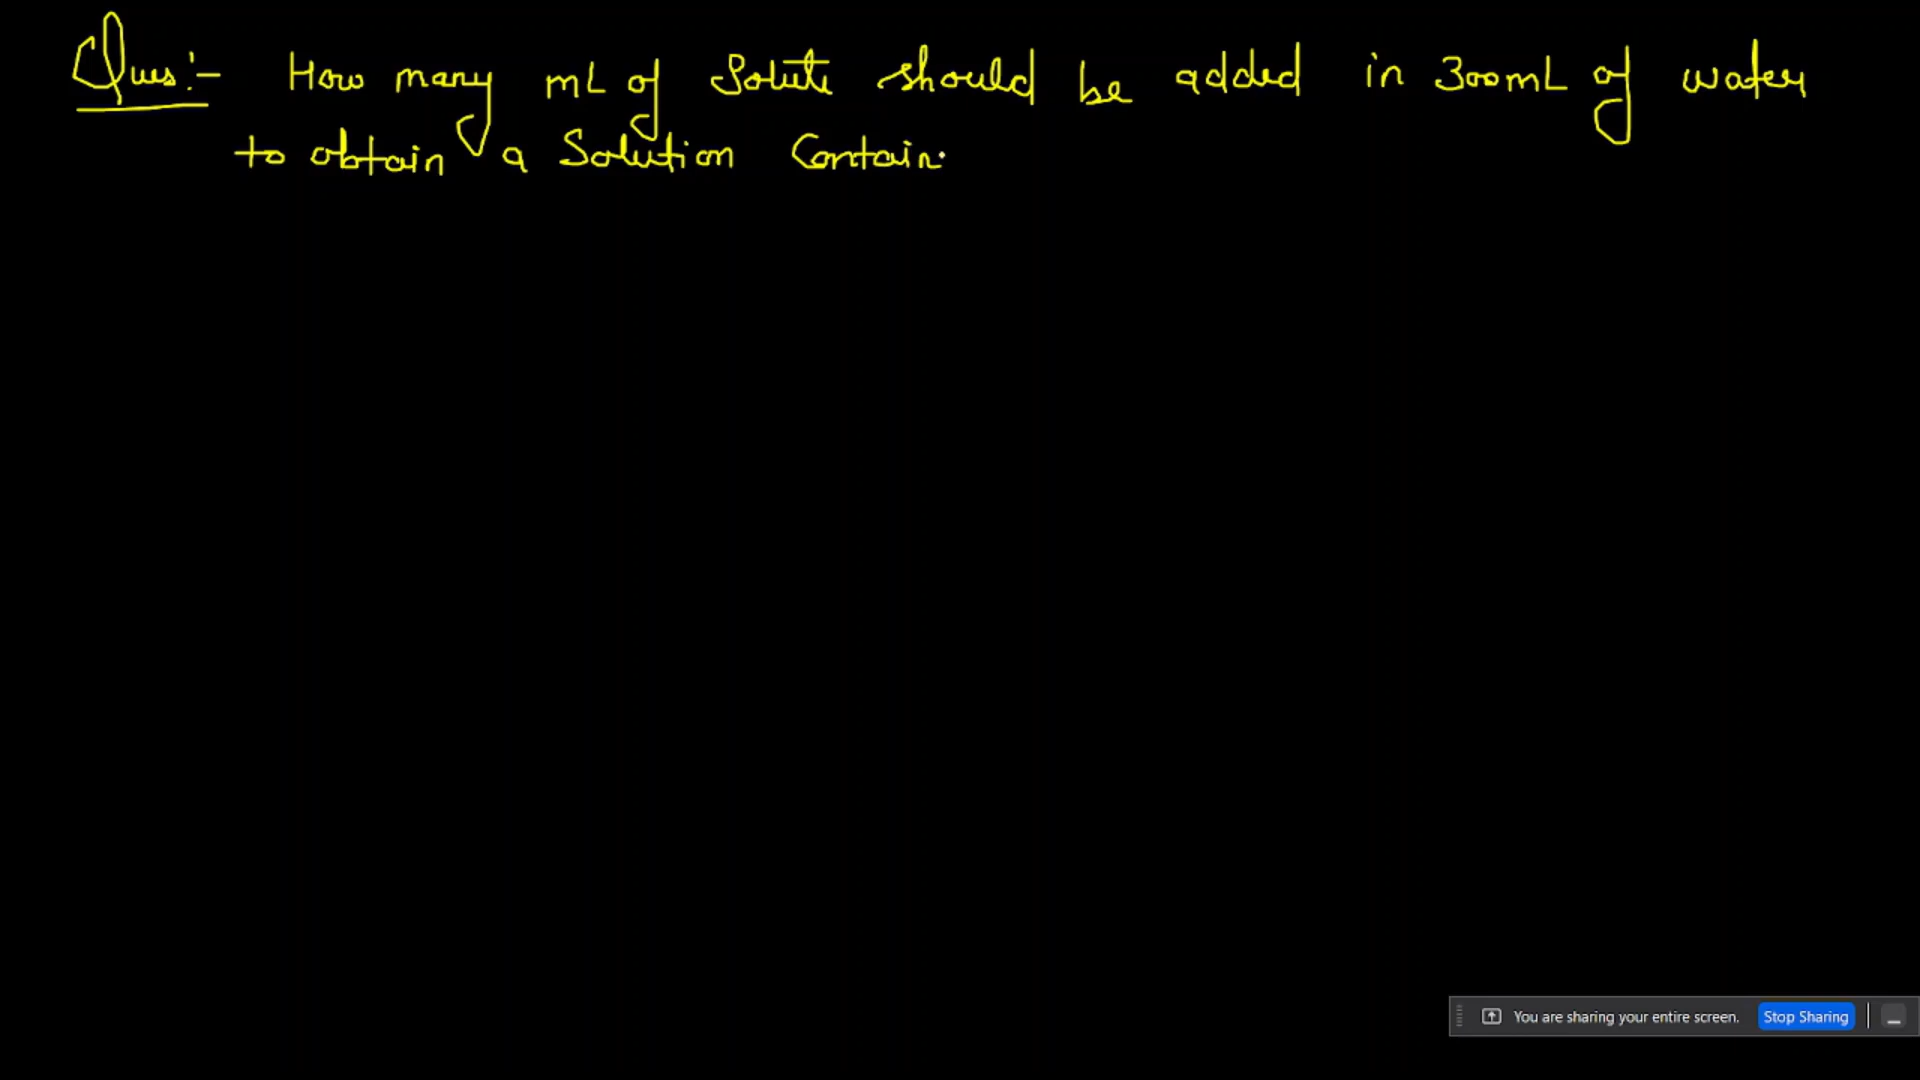 Ques:- How many mL of Solute should be added in 300mL of water
to obtain a Solution Contain
You are sharing your entire screen. Stop Sharing